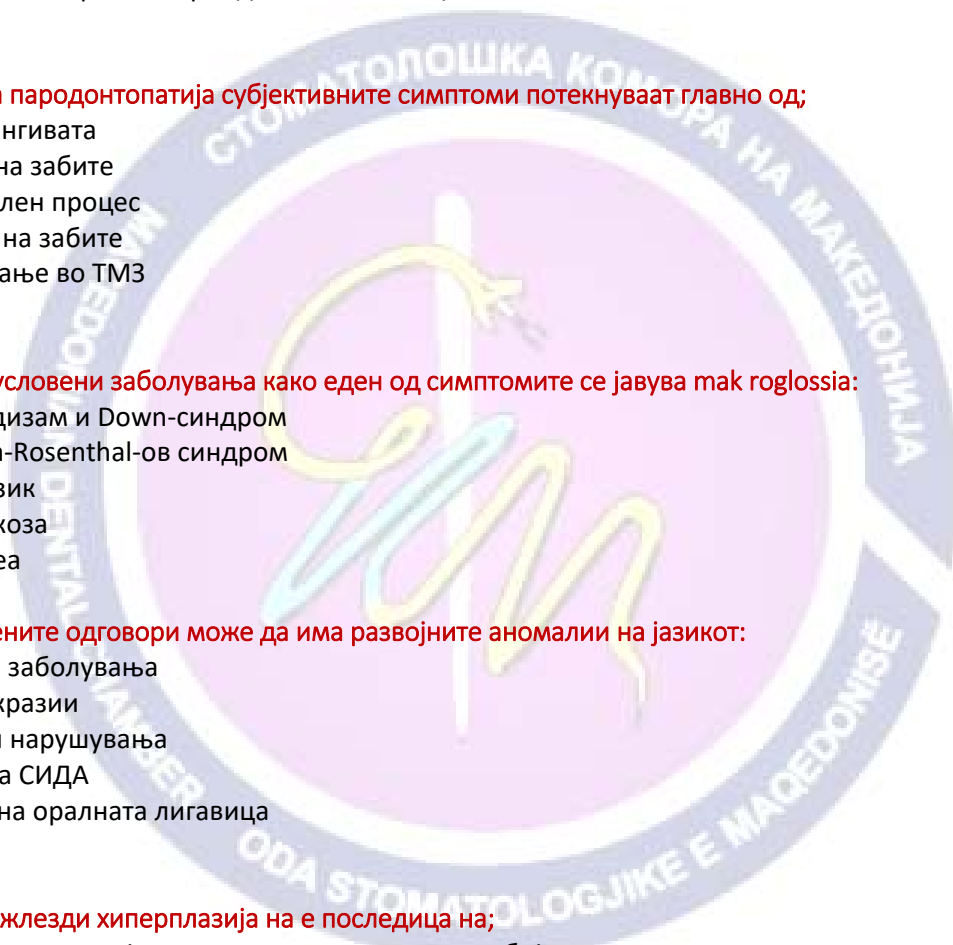 пародонтопатија субјективните симптоми потекнуваат главно од;
нгивата
на забите
лен процес
на забите
ање во ТМЗ
условени заболувања како еден од симптомите се јавува mak roglossia:
дизам и Down-синдром
-Rosenthal-ов синдром
вик
коза
еа
ените одговори може да има развојните аномалии на јазикот:
заболувања
кразии
нарушувања
а СИДА
на оралната лигавица
жлезди хиперплазија на е последица на;
СТОМАТОЛОШКА КОМОРА НА МАКЕДОНИЈА
MACEDONIAN DENTAL CHAMBER
ODA STOMATOLOGJIKE E MAQEDONISË